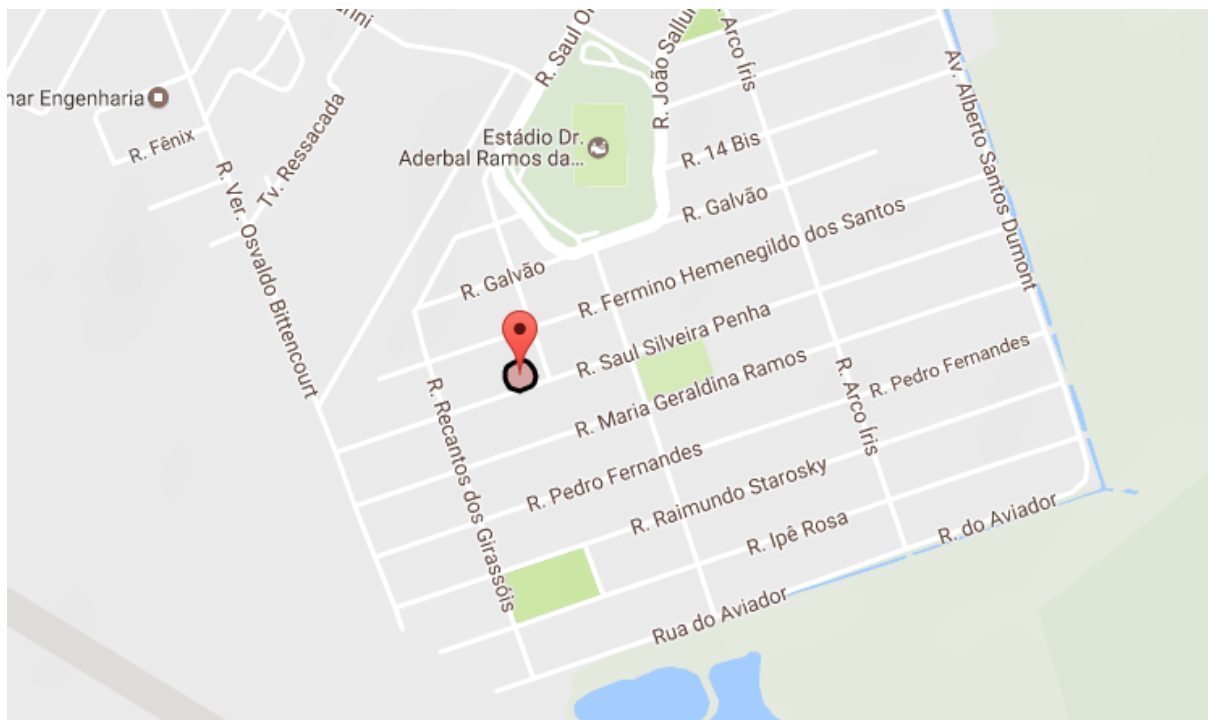 R. Saul
R. João Sallum
Arco Íris
Av. Alberto Santos Dumont
nar Engenharia
R. Fênix
Tv. Ressacada
Estádio Dr.
Aderbal Ramos da...
R. 14 Bis
R. Ver. Osvaldo Bittencourt
R. Galvão
R. Galvão
R. Fermino Hemenegildo dos Santos
R. Saul Silveira Penha
R. Maria Geraldina Ramos
R. Pedro Fernandes
R. Arco Íris
R. Recantos dos Girassóis
R. Pedro Fernandes
R. Raimundo Starosky
R. Ipê Rosa
R. do Aviador
Rua do Aviador